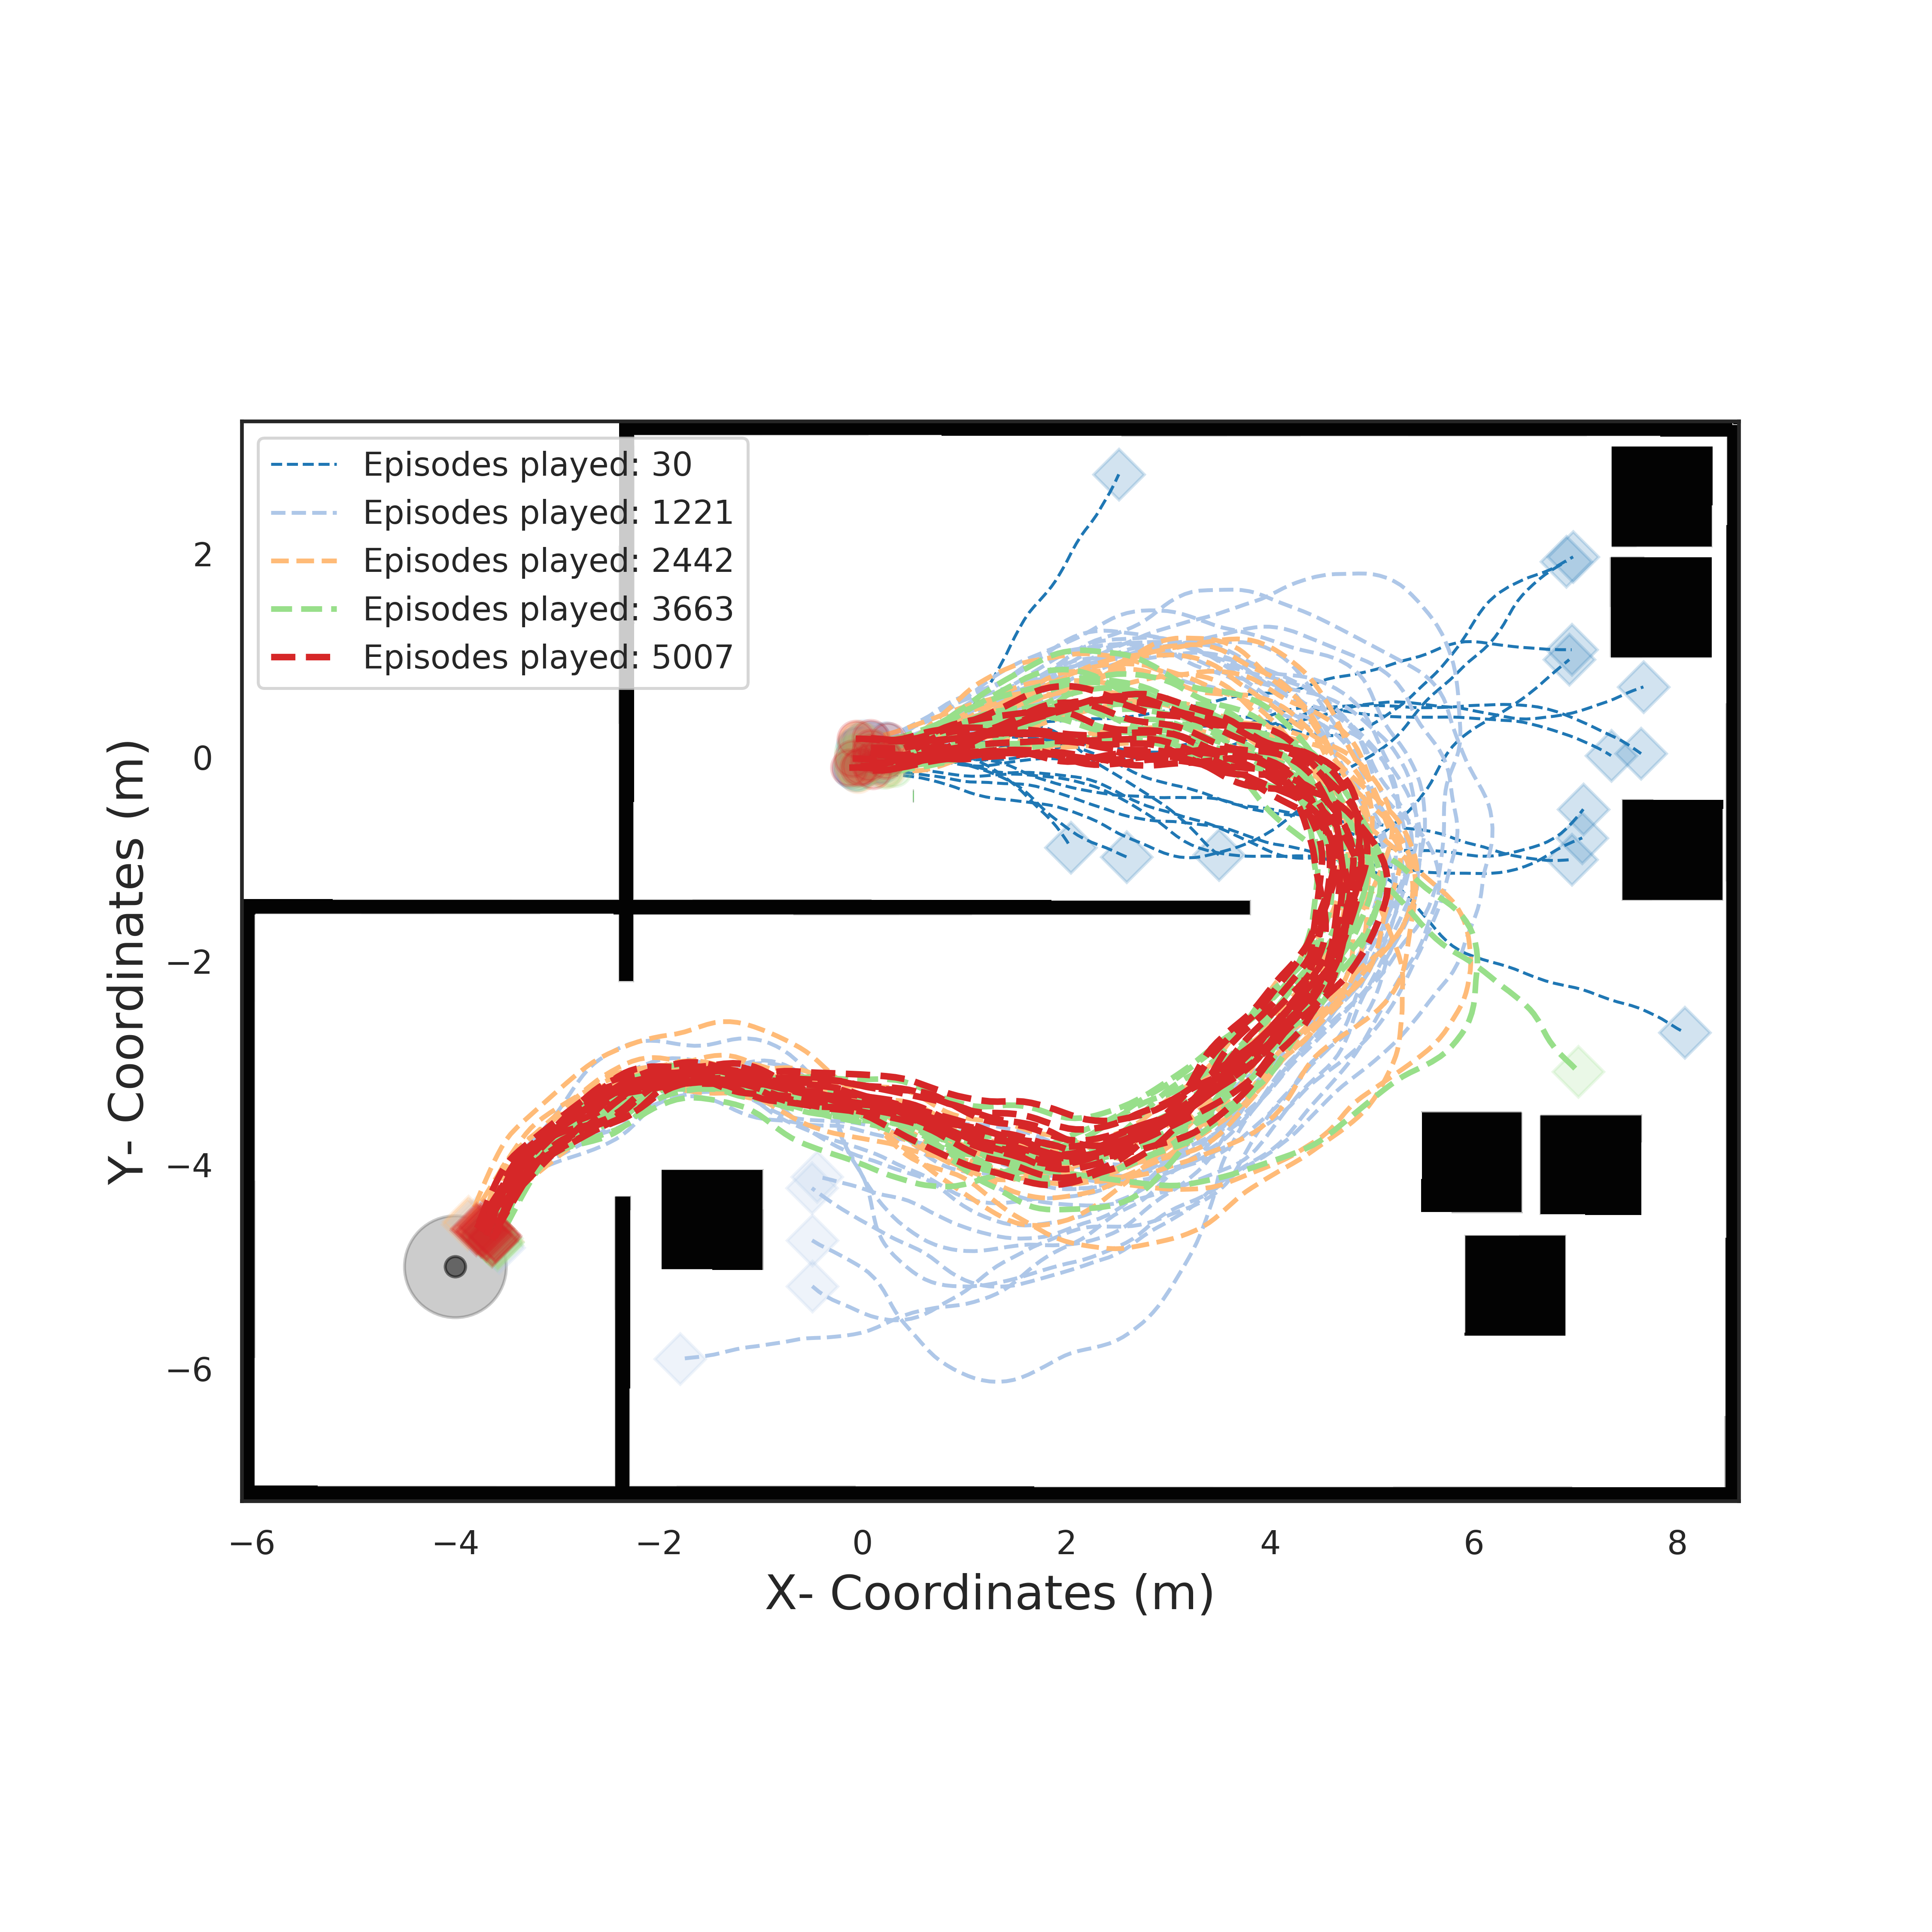 Episodes played: 30
Episodes played: 1221
Episodes played: 2442
Episodes played: 3663
Episodes played: 5007
2
0
−2
−4
−6
Y- Coordinates (m)
−6 −4 −2 0 2 4 6 8
X- Coordinates (m)